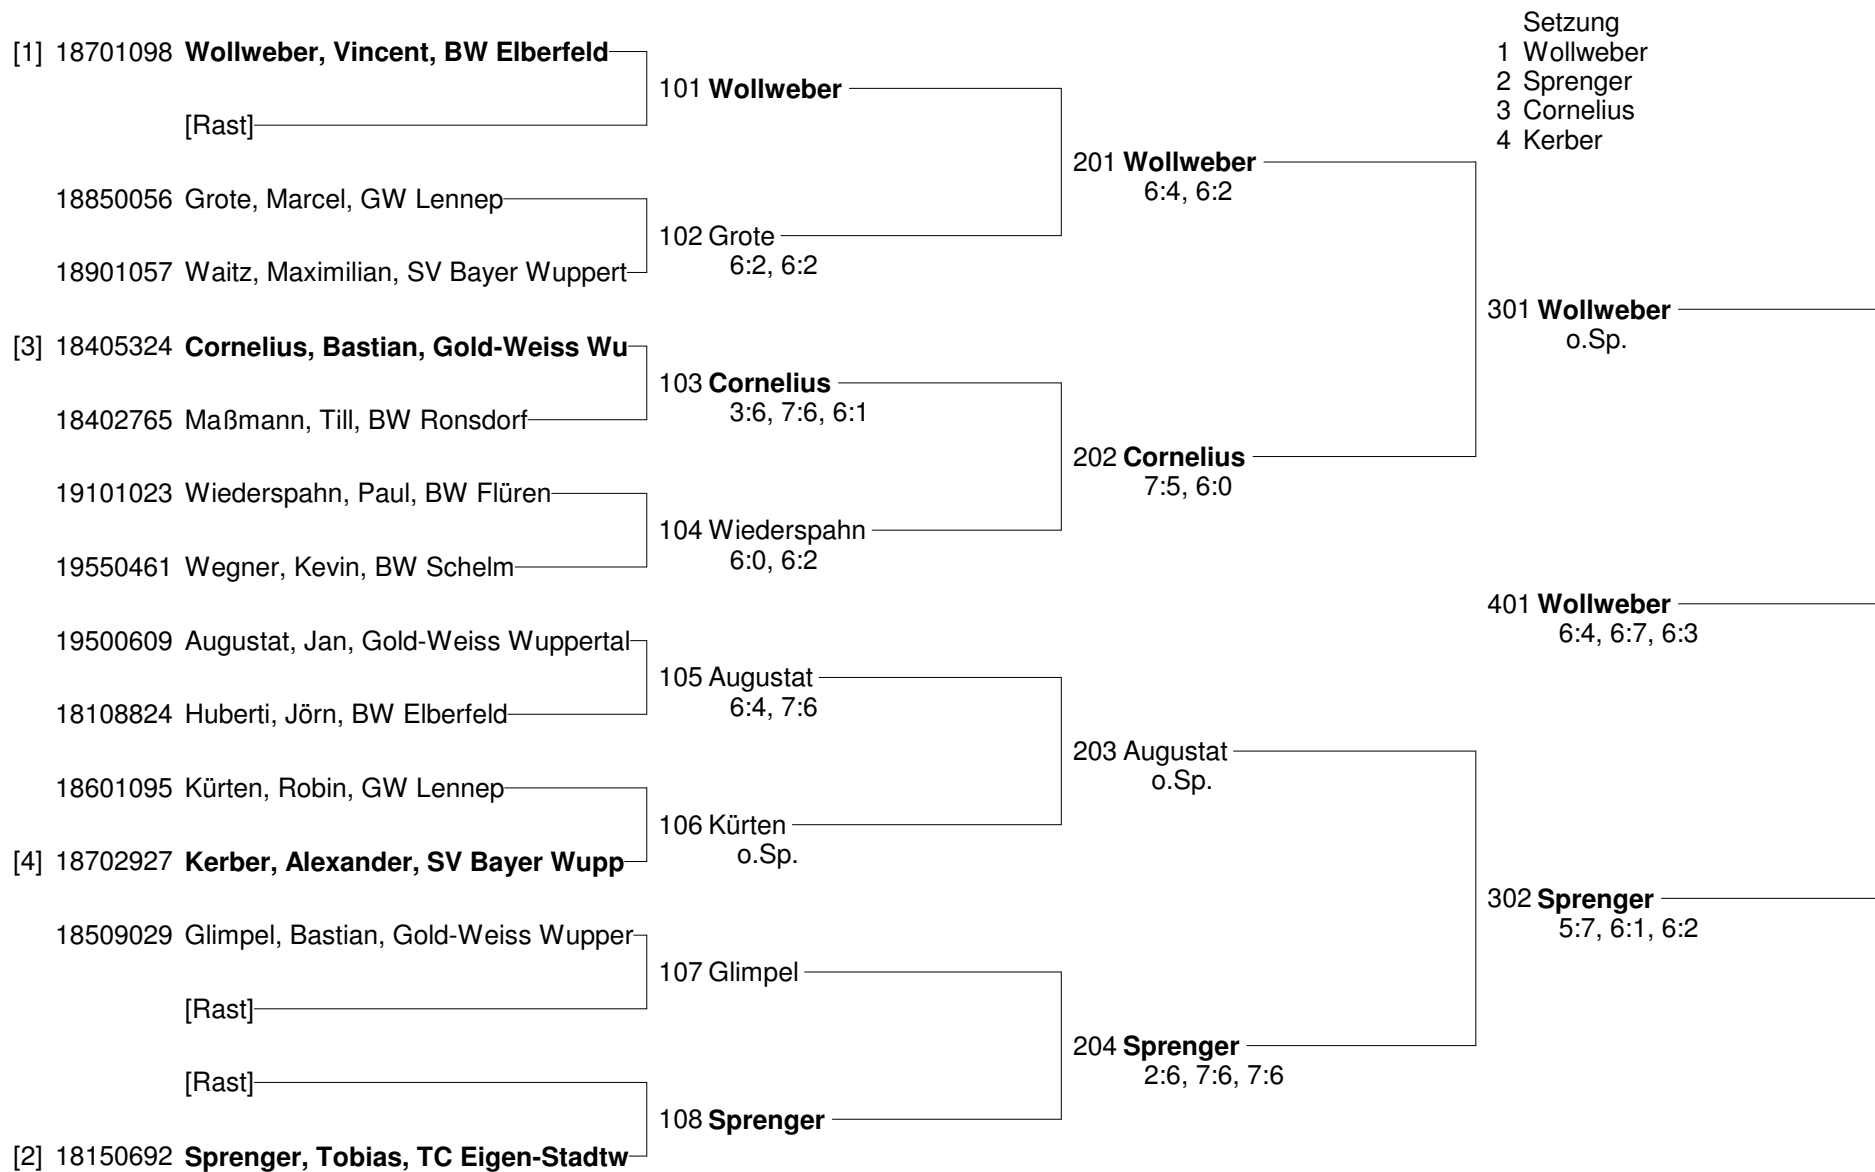 Setzung
1 Wollweber
2 Sprenger
3 Cornelius
4 Kerber
[1] 18701098 Wollweber, Vincent, BW Elberfeld
[Rast]
18850056 Grote, Marcel, GW Lennep
18901057 Waitz, Maximilian, SV Bayer Wuppert
[3] 18405324 Cornelius, Bastian, Gold-Weiss Wu
18402765 Maßmann, Till, BW Ronsdorf
19101023 Wiederspahn, Paul, BW Flüren
19550461 Wegner, Kevin, BW Schelm
19500609 Augustat, Jan, Gold-Weiss Wuppertal
18108824 Huberti, Jörn, BW Elberfeld
18601095 Kürten, Robin, GW Lennep
[4] 18702927 Kerber, Alexander, SV Bayer Wupp
18509029 Glimpel, Bastian, Gold-Weiss Wupper
[Rast]
[Rast]
[2] 18150692 Sprenger, Tobias, TC Eigen-Stadtw
101 Wollweber
102 Grote
6:2, 6:2
103 Cornelius
3:6, 7:6, 6:1
104 Wiederspahn
6:0, 6:2
105 Augustat
6:4, 7:6
106 Kürten
o.Sp.
107 Glimpel
108 Sprenger
201 Wollweber
6:4, 6:2
202 Cornelius
7:5, 6:0
203 Augustat
o.Sp.
204 Sprenger
2:6, 7:6, 7:6
301 Wollweber
o.Sp.
401 Wollweber
6:4, 6:7, 6:3
302 Sprenger
5:7, 6:1, 6:2